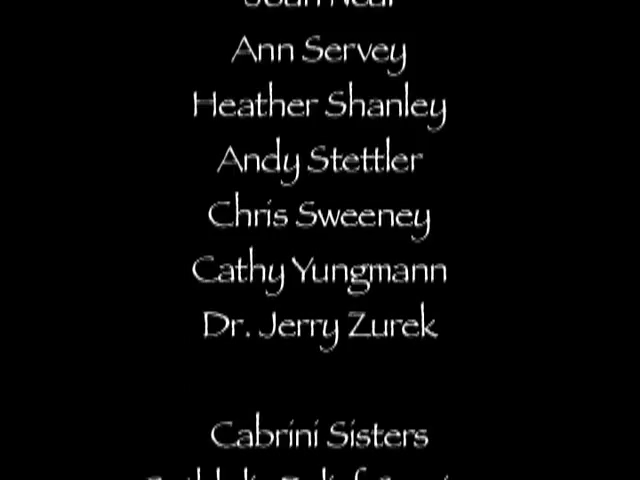 Ann Servey
Heather Shanley
Andy Stettler
Chris Sweeney
Cathy Yungmann
Dr. Jerry Zurek
Cabrini Sisters